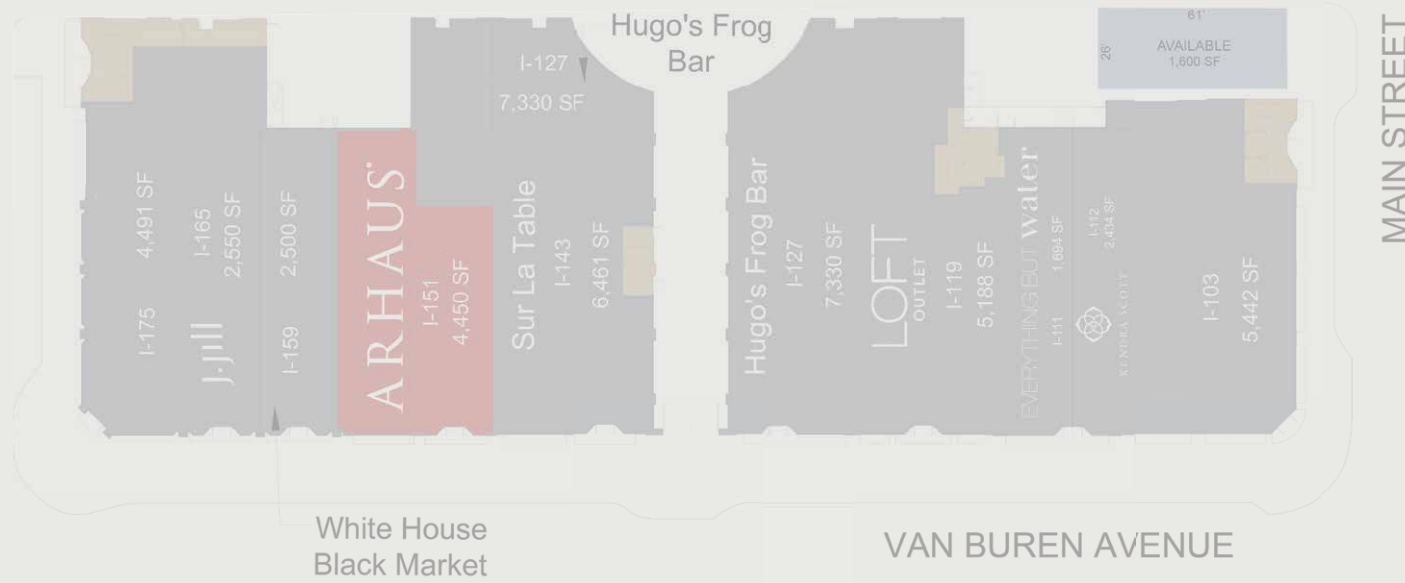 Hugo's Frog
Bar
61'
26'
AVAILABLE
1,600 SF
MAIN STREET
I-127
7,330 SF
I-175
4,491 SF
J.Jill
I-165
2,550 SF
I-159
2,500 SF
ARHAUS
I-151
4,450 SF
Sur La Table
I-143
6,461 SF
Hugo's Frog Bar
I-127
7,330 SF
LOFT
OUTLET
I-119
5,188 SF
EVERYTHING BUT water
I-111
1,694 SF
KENDRA SCOTT
I-112
2,434 SF
I-103
5,442 SF
White House
Black Market
VAN BUREN AVENUE